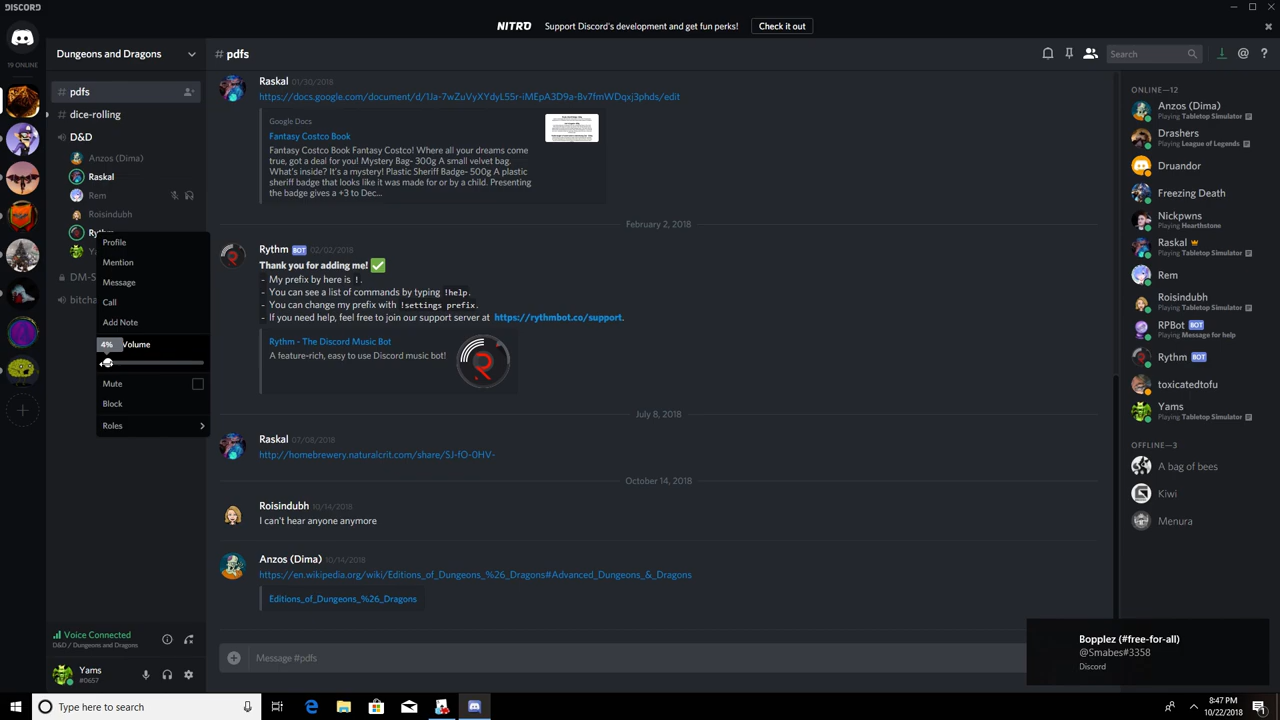 DISCORD
NITRO Support Discord's development and get fun perks! Check it out
19 ONLINE
Dungeons and Dragons
# pdfs
Search
# pdfs
# dice-rolling
D&D
Anzos (Dima)
Raskal
Rem
Roisindubh
Ryth
Y
DM-S
bitcha
Profile
Mention
Message
Call
Add Note
4% Volume
Mute
Block
Roles
Voice Connected
D&D / Dungeons and Dragons
Yams
#0657
Raskal 01/30/2018
https://docs.google.com/document/d/1Ja-7wZuVyXYdyL55r-iMEpA3D9a-Bv7fmWDqxj3phds/edit
Google Docs
Fantasy Costco Book
Fantasy Costco Book Fantasy Costco! Where all your dreams come
true, got a deal for you! Mystery Bag- 300g A small velvet bag.
What's inside? It's a mystery! Plastic Sheriff Badge- 500g A plastic
sheriff badge that looks like it was made for or by a child. Presenting
the badge gives a +3 to Dec...
February 2, 2018
Rythm BOT 02/02/2018
Thank you for adding me! ✅
- My prefix by here is !.
- You can see a list of commands by typing !help.
- You can change my prefix with !settings prefix.
- If you need help, feel free to join our support server at https://rythmbot.co/support.
Rythm - The Discord Music Bot
A feature-rich, easy to use Discord music bot!
July 8, 2018
Raskal 07/08/2018
http://homebrewery.naturalcrit.com/share/SJ-fO-0HV-
October 14, 2018
Roisindubh 10/14/2018
I can't hear anyone anymore
Anzos (Dima) 10/14/2018
https://en.wikipedia.org/wiki/Editions_of_Dungeons_%26_Dragons#Advanced_Dungeons_&_Dragons
Editions_of_Dungeons_%26_Dragons
Message #pdfs
ONLINE—12
Anzos (Dima)
Playing Tabletop Simulator
Drashers
Playing League of Legends
Druandor
Freezing Death
Nickpwns
Playing Hearthstone
Raskal
Playing Tabletop Simulator
Rem
Roisindubh
Playing Tabletop Simulator
RPBot BOT
Playing Message for help
Rythm BOT
toxicatedtofu
Yams
Playing Tabletop Simulator
OFFLINE—3
A bag of bees
Kiwi
Menura
Bopplez (#free-for-all)
@Smabes#3358
Discord
Type here to search
8:47 PM
10/22/2018